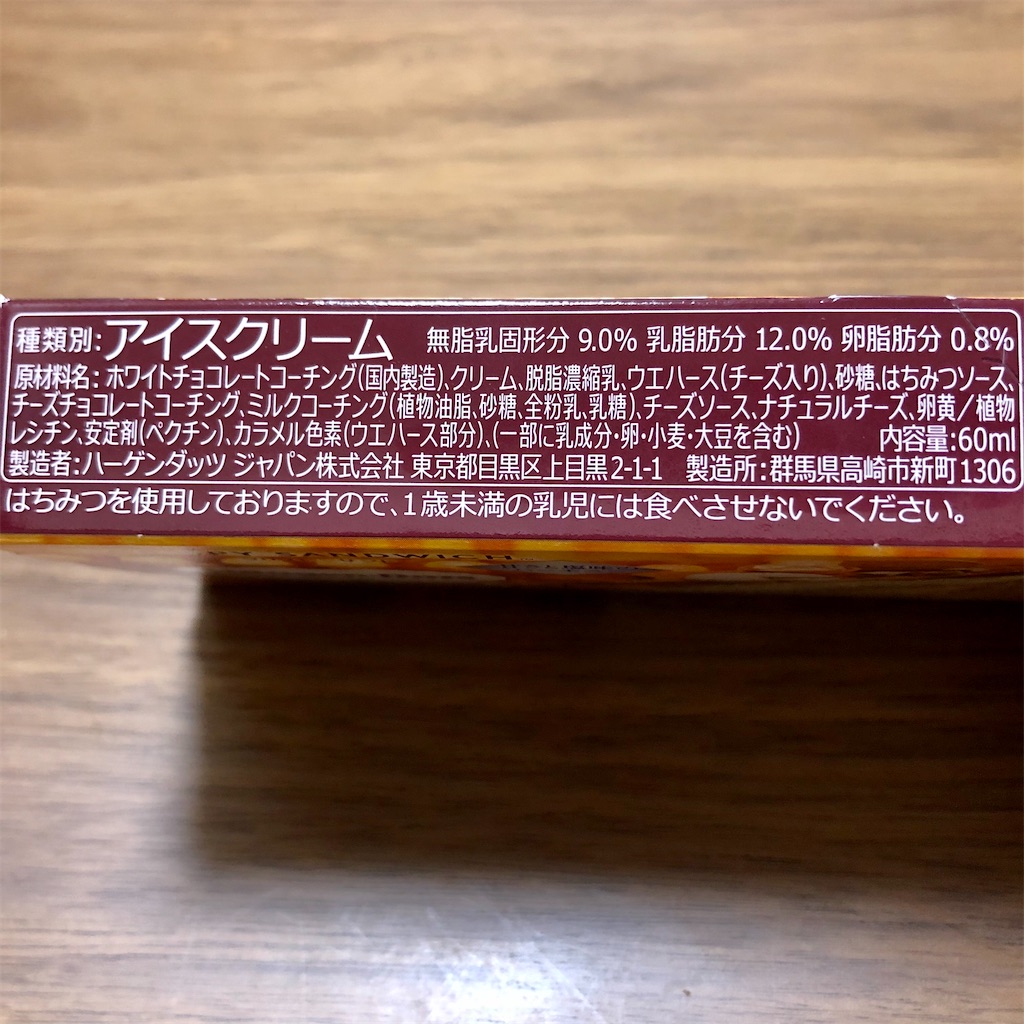 種類別:アイスクリーム 無脂乳固形分 9.0% 乳脂肪分 12.0% 卵脂肪分 0.8%
原材料名:ホワイトチョコレートコーチング(国内製造)、クリーム、脱脂濃縮乳、ウエハース(チーズ入り)、砂糖、はちみつソース、
チーズチョコレートコーチング、ミルクコーチング(植物油脂、砂糖、全粉乳、乳糖)、チーズソース、ナチュラルチーズ、卵黄/植物
レシチン、安定剤(ペクチン)、カラメル色素(ウエハース部分)、(一部に乳成分・卵・小麦・大豆を含む) 内容量:60ml
製造者:ハーゲンダッツ ジャパン株式会社 東京都目黒区上目黒2-1-1 製造所:群馬県高崎市新町1306
はちみつを使用しておりますので、1歳未満の乳児には食べさせないでください。
SANDWICH